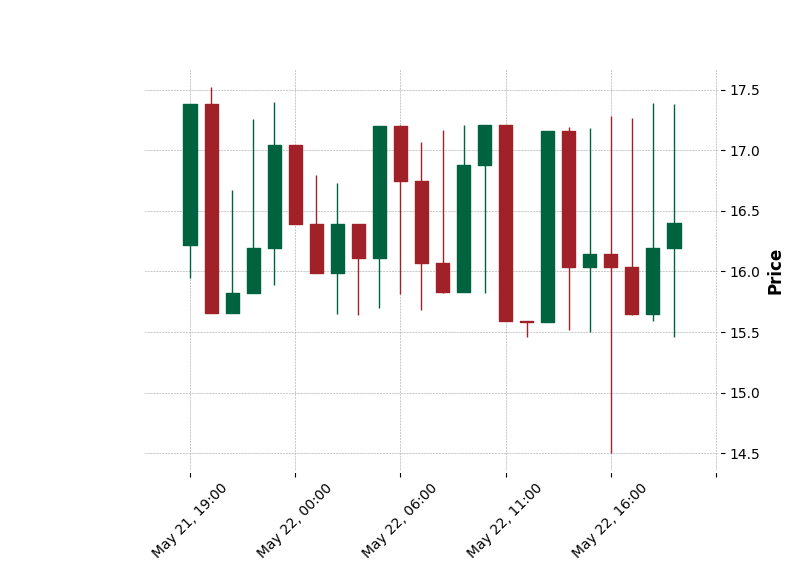 17.5
17.0
16.5
16.0
15.5
15.0
14.5
Price
May 21, 19:00
May 22, 00:00
May 22, 06:00
May 22, 11:00
May 22, 16:00